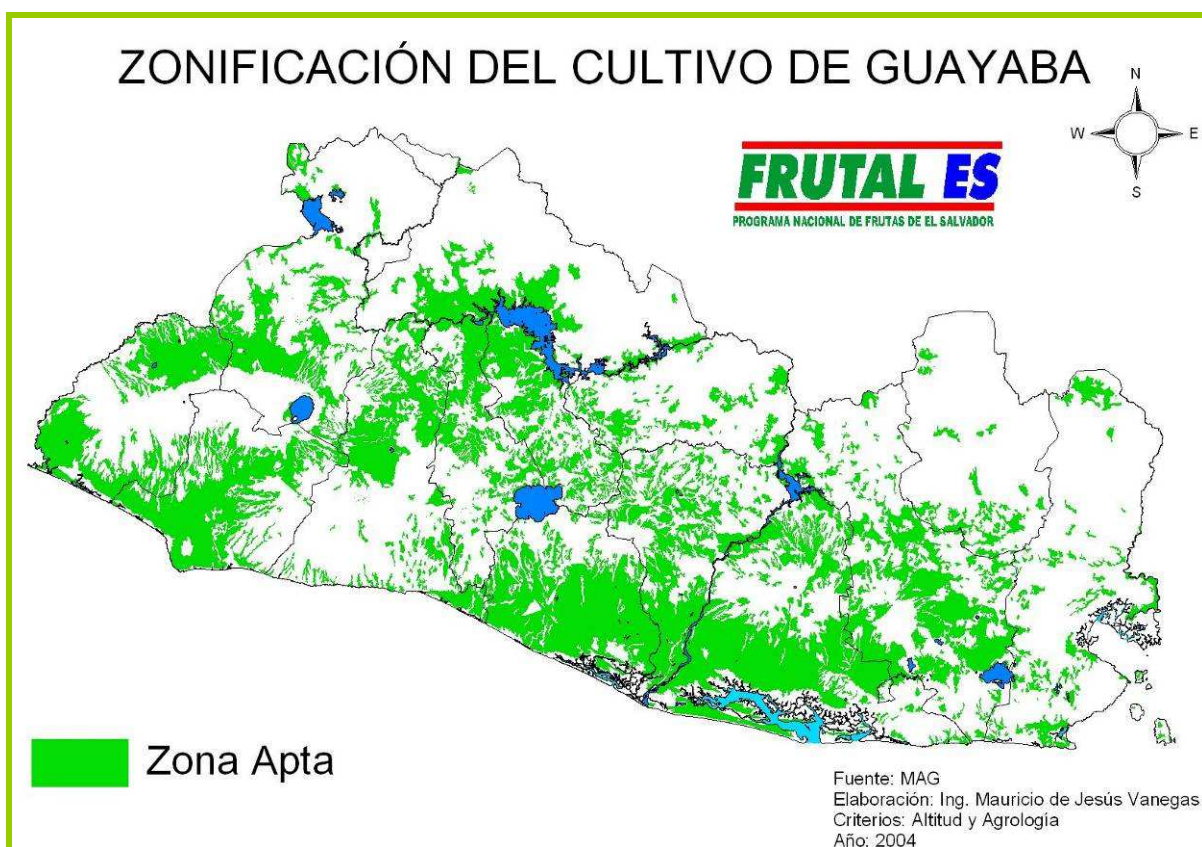 ZONIFICACIÓN DEL CULTIVO DE GUAYABA
N
W E
S
FRUTAL ES
PROGRAMA NACIONAL DE FRUTAS DE EL SALVADOR
Zona Apta
Fuente: MAG
Elaboración: Ing. Mauricio de Jesús Vanegas
Criterios: Altitud y Agrología
Año: 2004